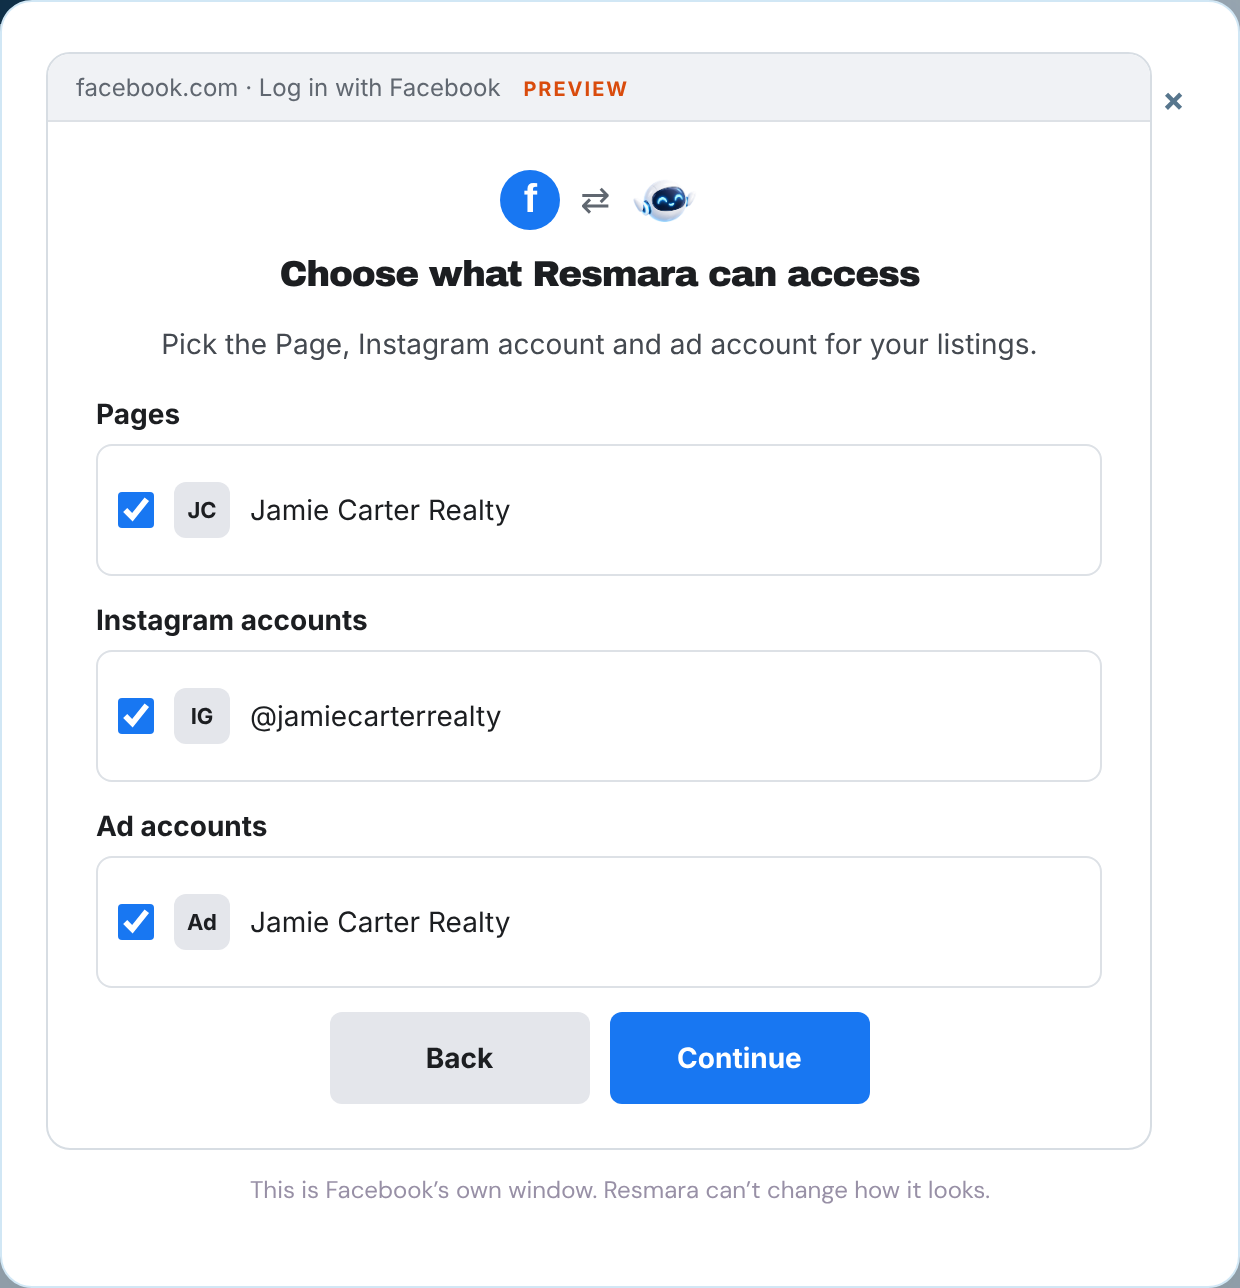 facebook.com · Log in with Facebook PREVIEW
×
f
Choose what Resmara can access
Pick the Page, Instagram account and ad account for your listings.
Pages
JC Jamie Carter Realty
Instagram accounts
IG @jamiecarterrealty
Ad accounts
Ad Jamie Carter Realty
Back Continue
This is Facebook’s own window. Resmara can’t change how it looks.